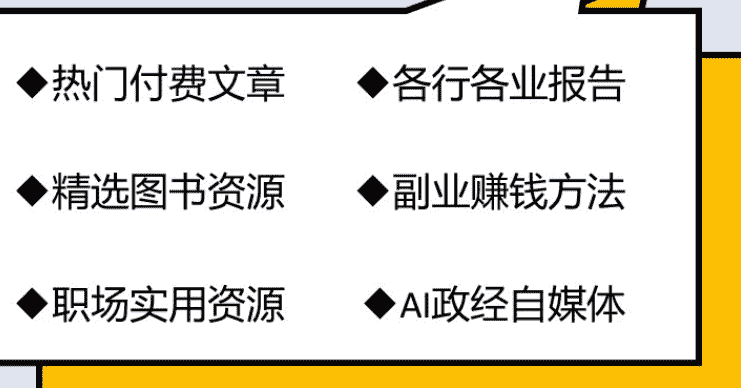 ◆热门付费文章 ◆各行各业报告
◆精选图书资源 ◆副业赚钱方法
◆职场实用资源 ◆AI政经自媒体